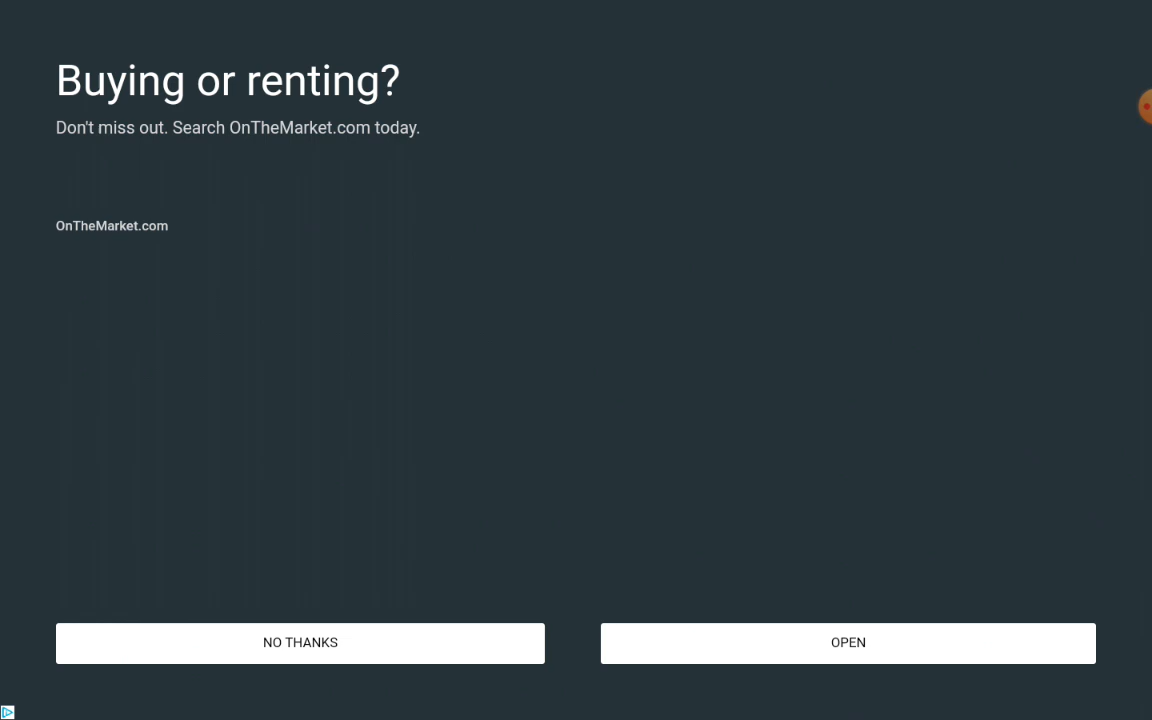 Buying or renting?
Don't miss out. Search OnTheMarket.com today.
OnTheMarket.com
NO THANKS
OPEN